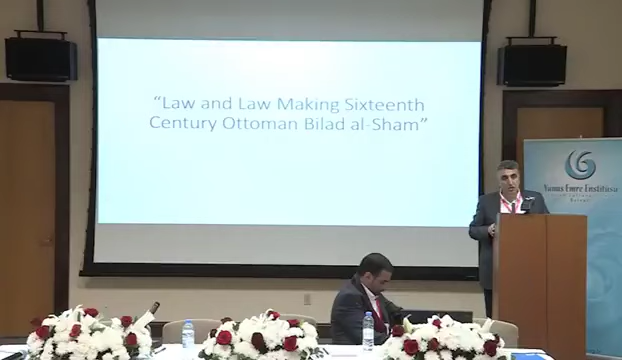 “Law and Law Making Sixteenth
Century Ottoman Bilad al-Sham”
Yunus Emre Enstitüsü